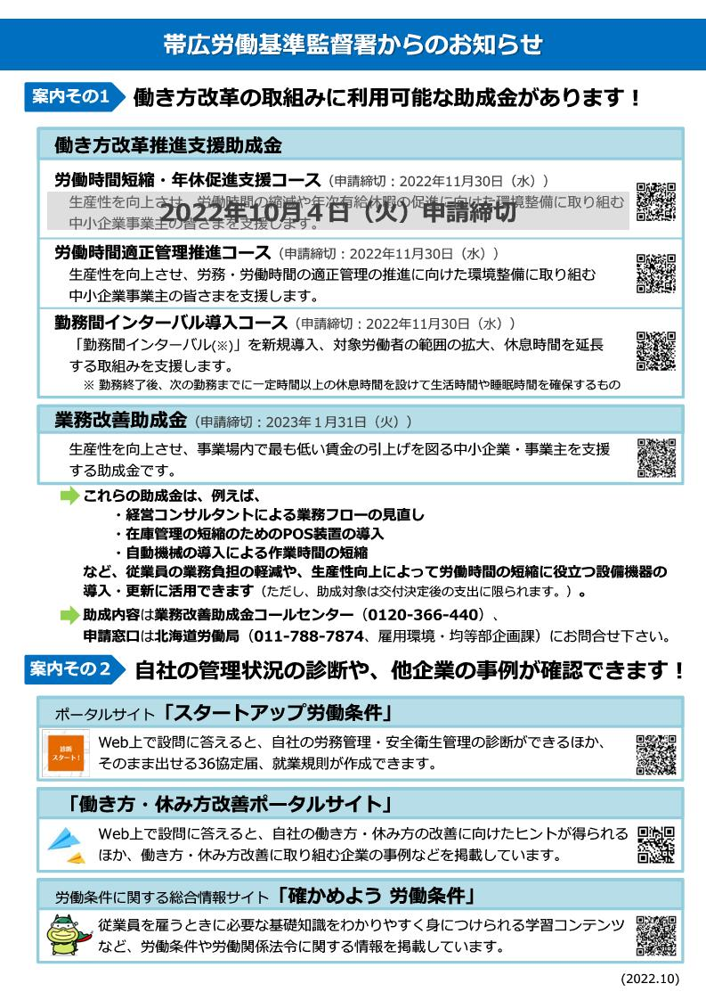 帯広労働基準監督署からのお知らせ
案内その1 働き方改革の取組みに利用可能な助成金があります！
働き方改革推進支援助成金
労働時間短縮・年休促進支援コース（申請締切：2022年11月30日（水））
生産性を向上させ、労働時間の縮減や年次有給休暇の促進に向けた環境整備に取り組む
中小企業事業主の皆さまを支援します。
2022年10月４日（火）申請締切
労働時間適正管理推進コース（申請締切：2022年11月30日（水））
生産性を向上させ、労務・労働時間の適正管理の推進に向けた環境整備に取り組む
中小企業事業主の皆さまを支援します。
勤務間インターバル導入コース（申請締切：2022年11月30日（水））
「勤務間インターバル(※)」を新規導入、対象労働者の範囲の拡大、休息時間を延長
する取組みを支援します。
※ 勤務終了後、次の勤務までに一定時間以上の休息時間を設けて生活時間や睡眠時間を確保するもの
業務改善助成金（申請締切：2023年１月31日（火））
生産性を向上させ、事業場内で最も低い賃金の引上げを図る中小企業・事業主を支援
する助成金です。
これらの助成金は、例えば、
・経営コンサルタントによる業務フローの見直し
・在庫管理の短縮のためのPOS装置の導入
・自動機械の導入による作業時間の短縮
など、従業員の業務負担の軽減や、生産性向上によって労働時間の短縮に役立つ設備機器の
導入・更新に活用できます（ただし、助成対象は交付決定後の支出に限られます。）。
助成内容は業務改善助成金コールセンター（0120-366-440）、
申請窓口は北海道労働局（011-788-7874、雇用環境・均等部企画課）にお問合せ下さい。
案内その２ 自社の管理状況の診断や、他企業の事例が確認できます！
ポータルサイト「スタートアップ労働条件」
診断
スタート！
Web上で設問に答えると、自社の労務管理・安全衛生管理の診断ができるほか、
そのまま出せる36協定届、就業規則が作成できます。
「働き方・休み方改善ポータルサイト」
Web上で設問に答えると、自社の働き方・休み方の改善に向けたヒントが得られる
ほか、働き方・休み方改善に取り組む企業の事例などを掲載しています。
労働条件に関する総合情報サイト「確かめよう 労働条件」
従業員を雇うときに必要な基礎知識をわかりやすく身につけられる学習コンテンツ
など、労働条件や労働関係法令に関する情報を掲載しています。
(2022.10)